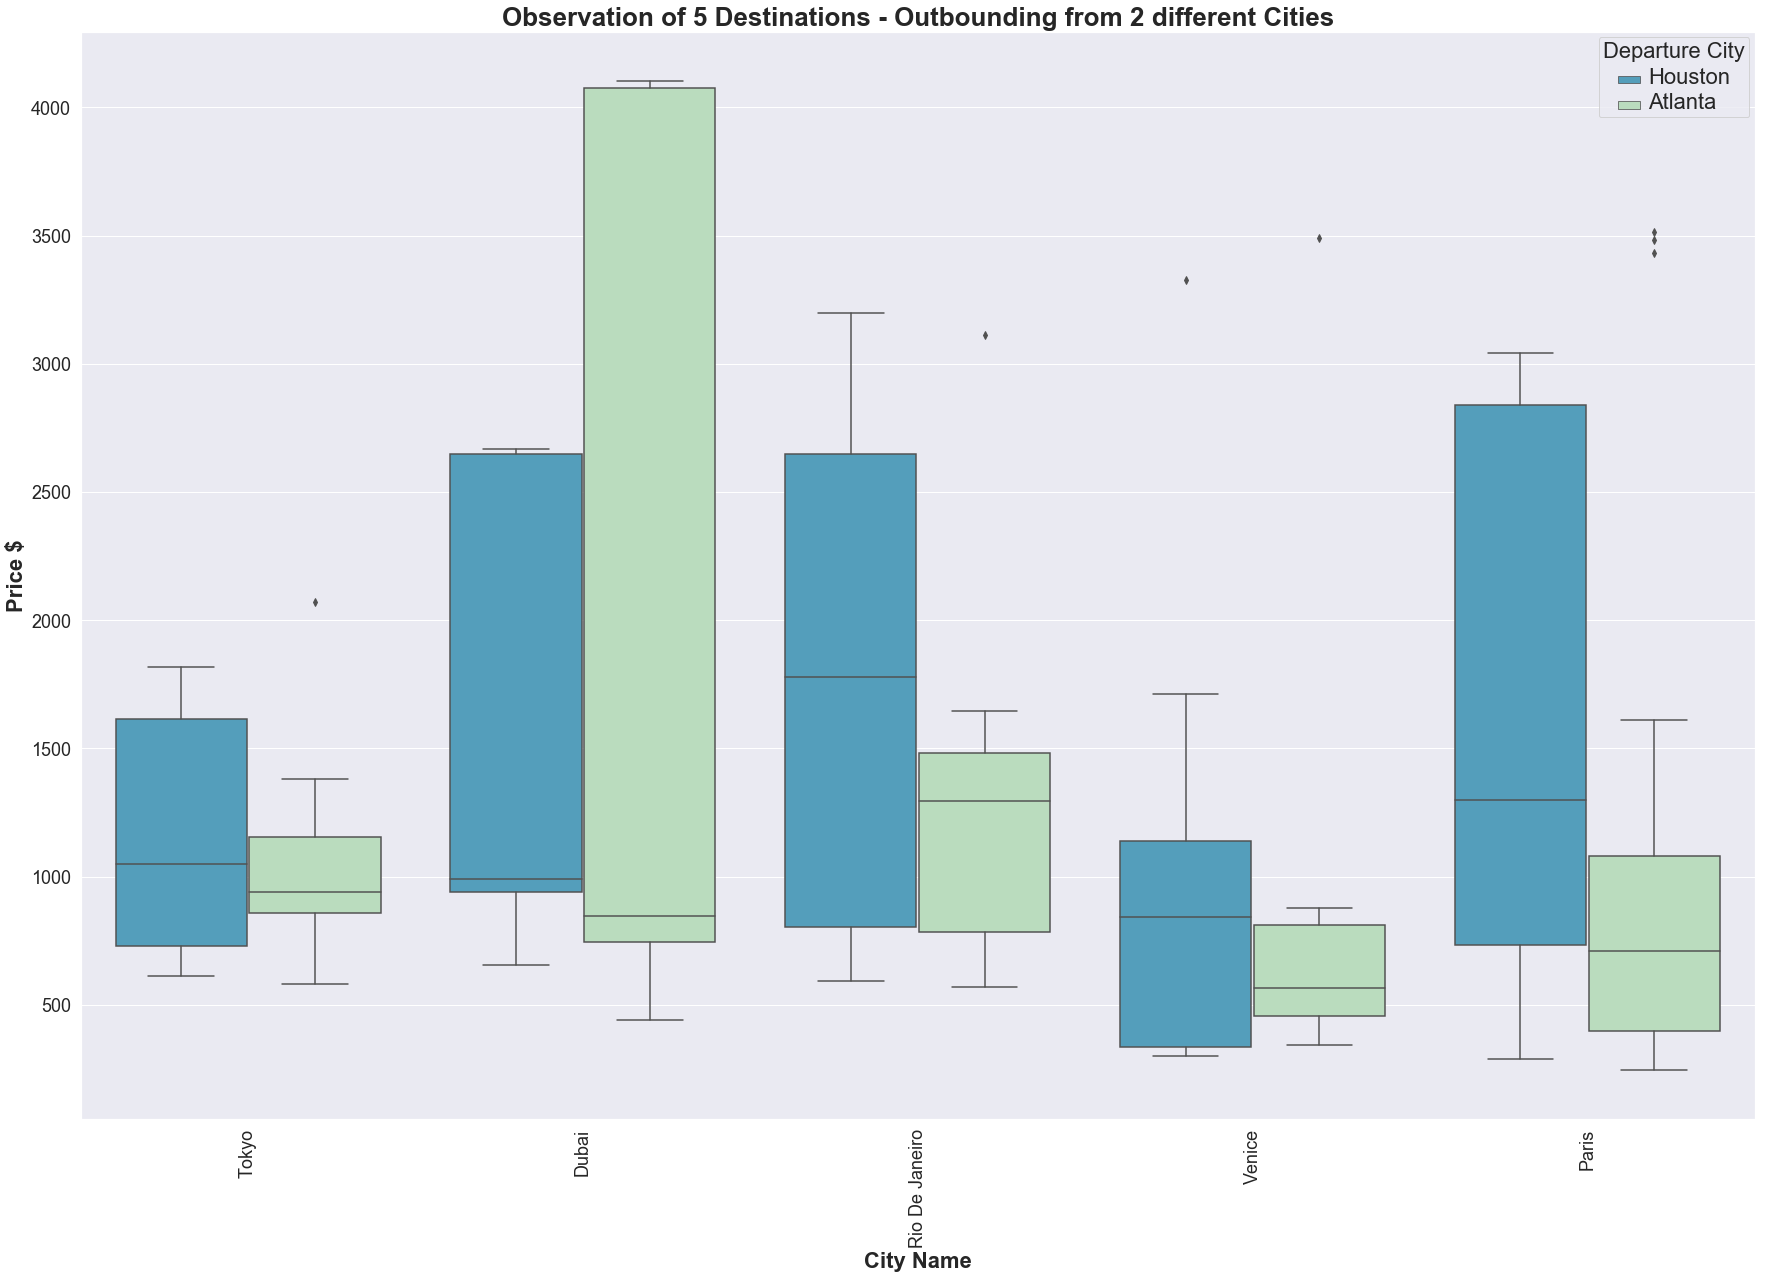 Observation of 5 Destinations - Outbounding from 2 different Cities
Departure City
Houston
Atlanta
Price $
4000
3500
3000
2500
2000
1500
1000
500
Tokyo
Dubai
Rio De Janeiro
Venice
Paris
City Name